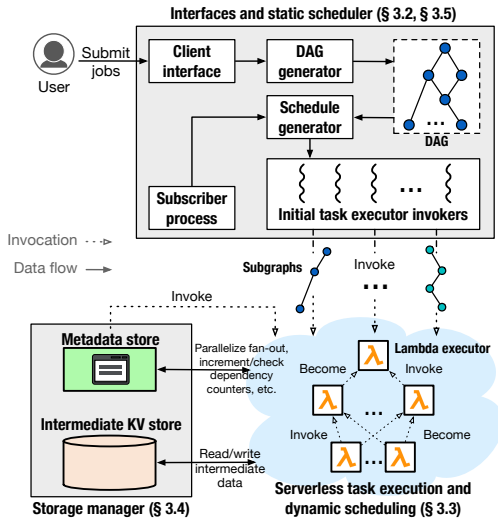 Interfaces and static scheduler (§ 3.2, § 3.5)
Submit
jobs
User
Client
interface
DAG
generator
Schedule
generator
...
DAG
Subscriber
process
...
Initial task executor invokers
Invocation
Data flow
Subgraphs
Invoke
...
Invoke
Metadata store
Parallelize fan-out,
increment/check
dependency
counters, etc.
Lambda executor
λ
Become
Invoke
λ
...
λ
Intermediate KV store
Invoke
Become
Read/write
intermediate
data
λ
λ
...
λ
Storage manager (§ 3.4)
Serverless task execution and
dynamic scheduling (§ 3.3)